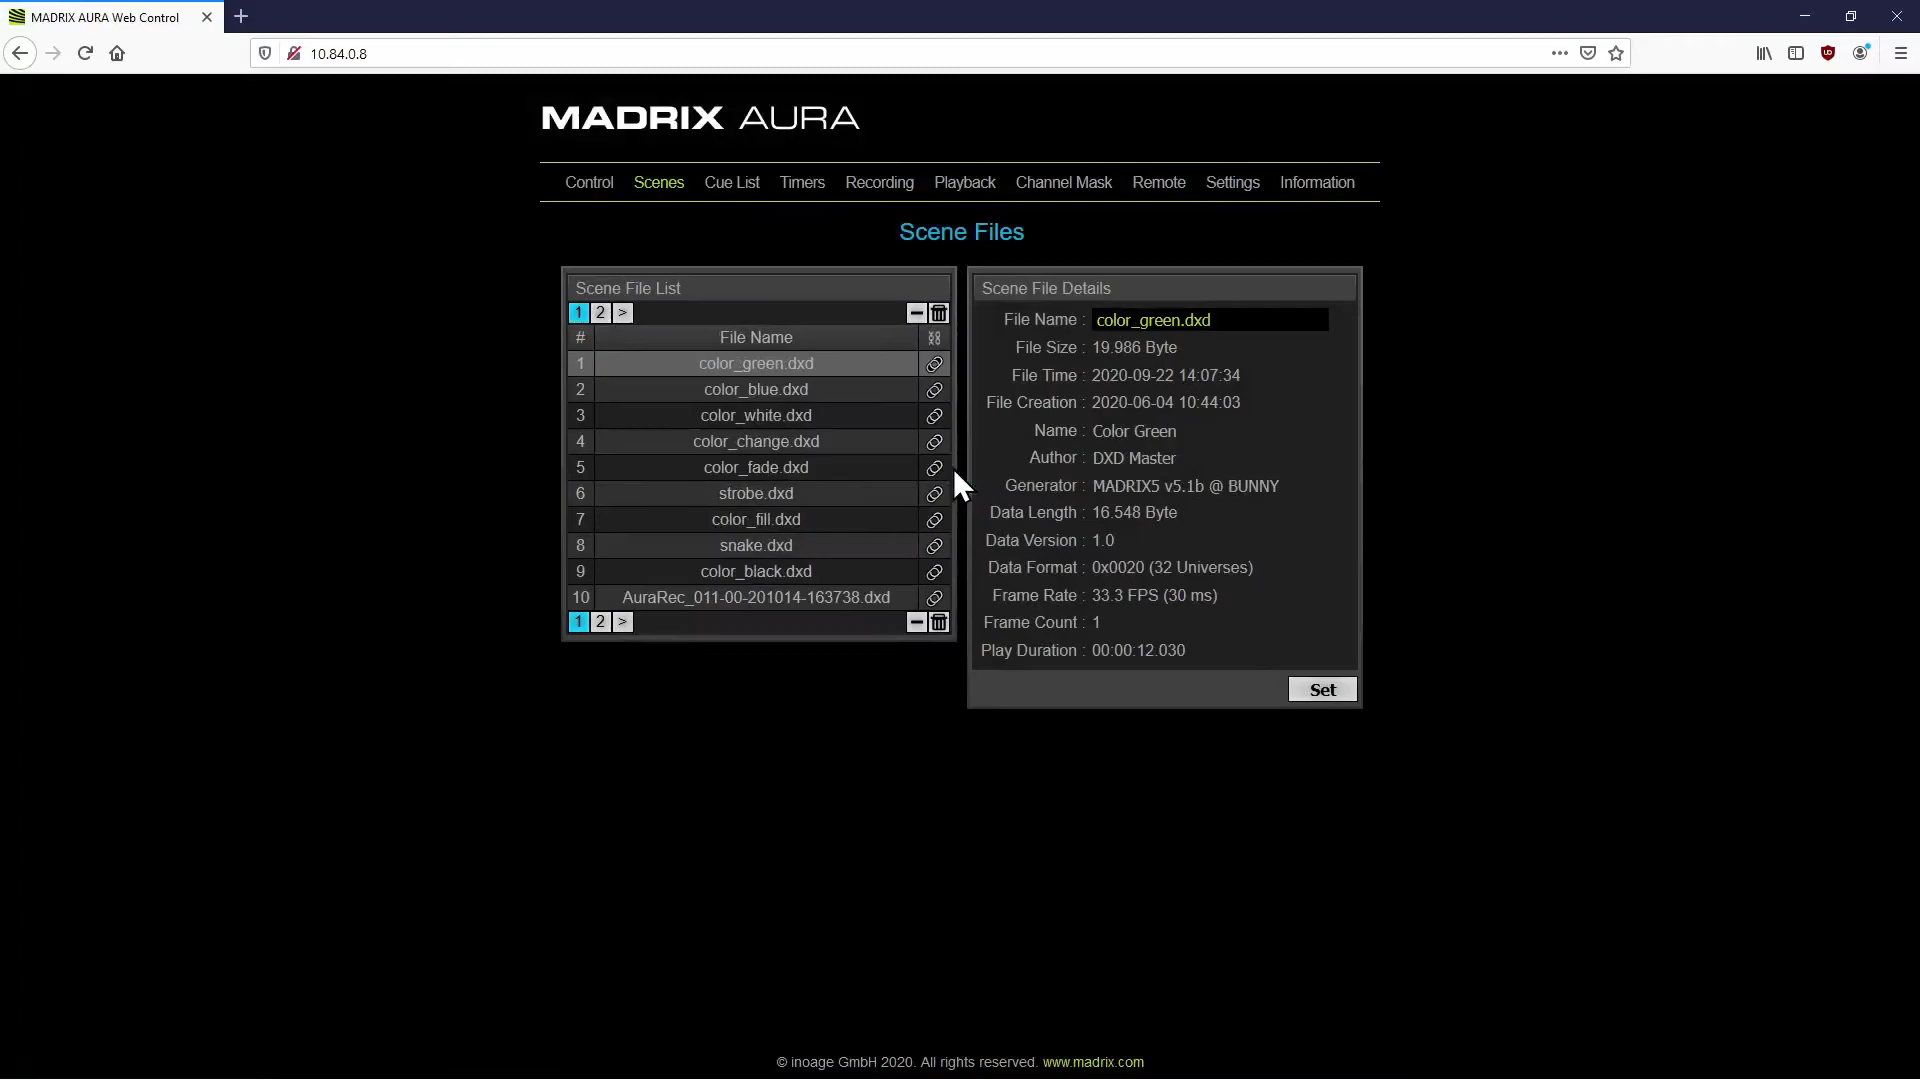 MADRIX AURA Web Control
10.84.0.8
MADRIX AURA
Control Scenes Cue List Timers Recording Playback Channel Mask Remote Settings Information
Scene Files
Scene File List
1 2 >
# File Name
1 color_green.dxd
2 color_blue.dxd
3 color_white.dxd
4 color_change.dxd
5 color_fade.dxd
6 strobe.dxd
7 color_fill.dxd
8 snake.dxd
9 color_black.dxd
10 AuraRec_011-00-201014-163738.dxd
1 2 >
Scene File Details
File Name : color_green.dxd
File Size : 19.986 Byte
File Time : 2020-09-22 14:07:34
File Creation : 2020-06-04 10:44:03
Name : Color Green
Author : DXD Master
Generator : MADRIX5 v5.1b @ BUNNY
Data Length : 16.548 Byte
Data Version : 1.0
Data Format : 0x0020 (32 Universes)
Frame Rate : 33.3 FPS (30 ms)
Frame Count : 1
Play Duration : 00:00:12.030
Set
© inoage GmbH 2020. All rights reserved. www.madrix.com